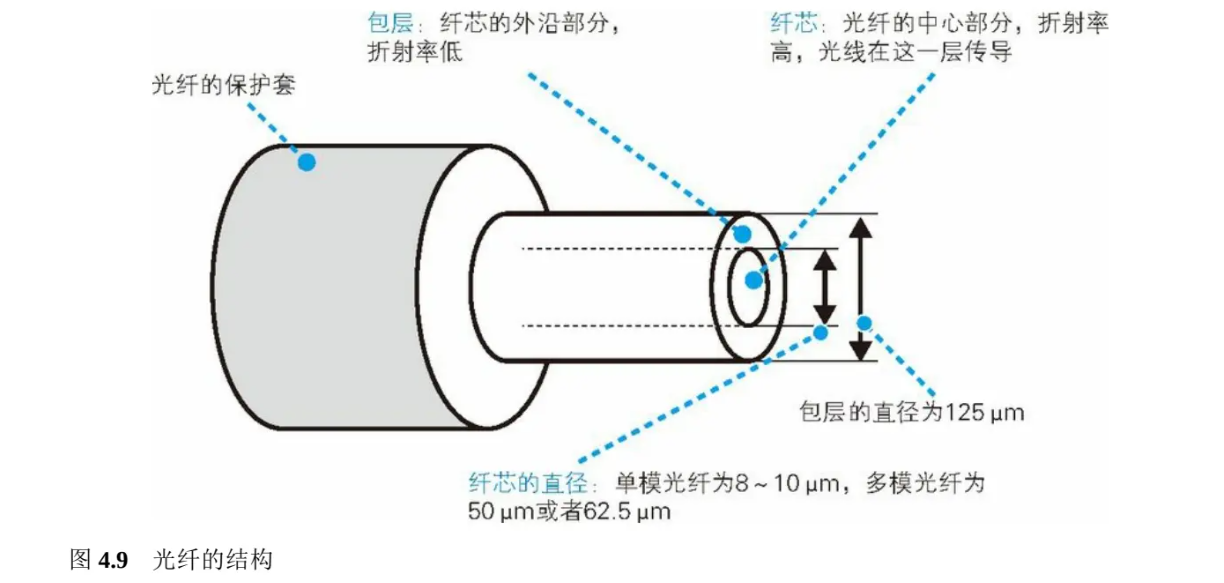 包层：纤芯的外沿部分，
折射率低
纤芯：光纤的中心部分，折射率
高，光线在这一层传导
光纤的保护套
包层的直径为125 μm
纤芯的直径：单模光纤为8~10 μm，多模光纤为
50 μm或者62.5 μm
图 4.9 光纤的结构